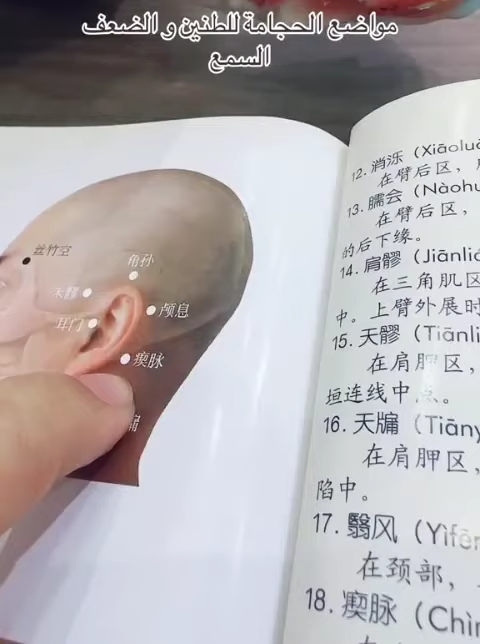 مواضع الحجامة للطنين و الضعف
السمع
丝竹空
角孙
禾髎
颅息
耳门
瘈脉
牖
12. 消泺 (Xiāoluò
在臂后区，
13. 臑会 (Nàohu
在臂后区，
的后下缘。
14. 肩髎 (Jiānlió
在三角肌区
中。上臂外展时
15. 天髎 (Tiānli
在肩胛区，
垣连线中点。
16. 天牖 (Tiāny
在肩胛区，
陷中。
17. 翳风 (Yìfēn
在颈部，
18. 瘈脉 (Chì